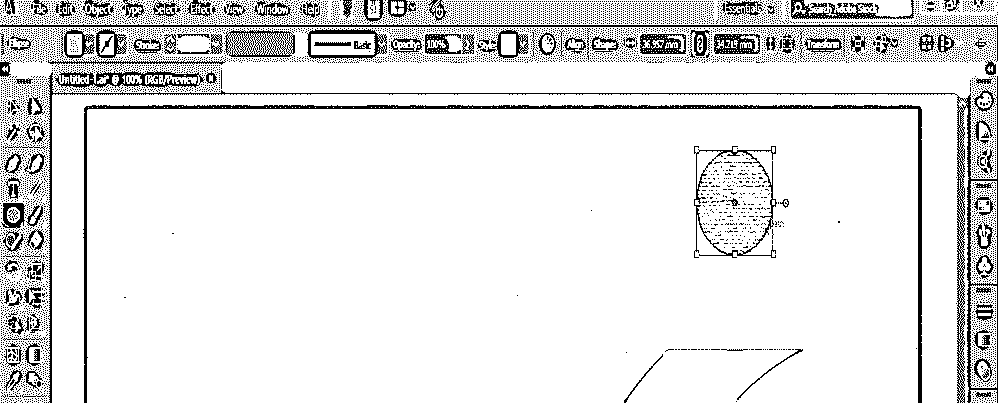 File Edit Object Type Select Effect View Window Help Essentials Search Adobe Stock
Ellipse Stroke: Basic Opacity: 100% Style: Align Shape: Transform
Untitled-1.ai* @ 100% (RGB/Preview)